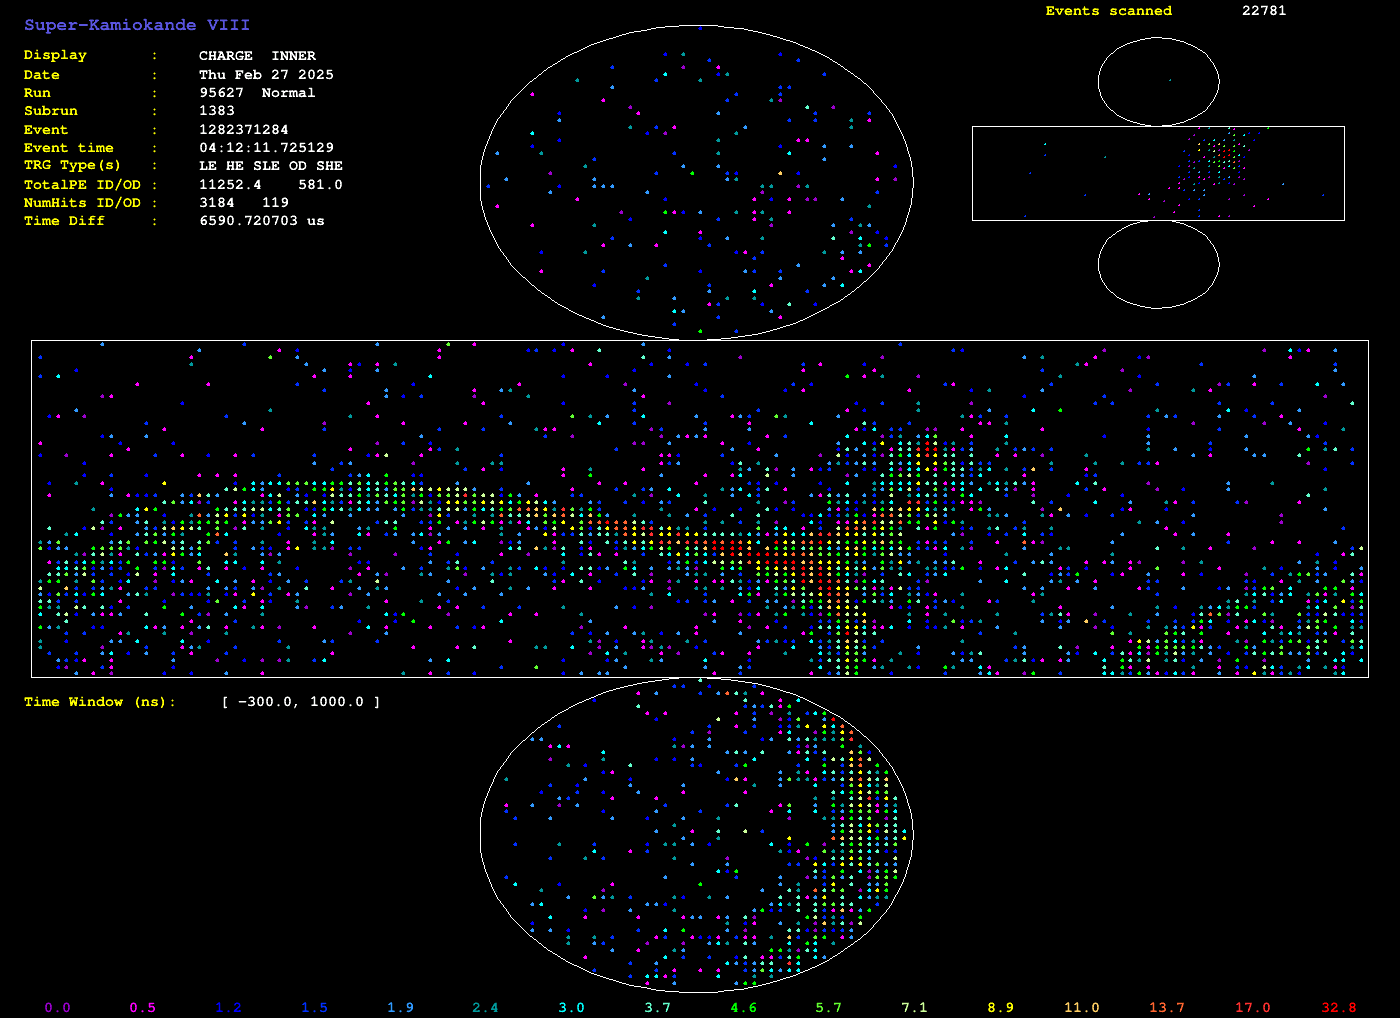 Super-Kamiokande VIII
Events scanned 22781
Display : CHARGE INNER
Date : Thu Feb 27 2025
Run : 95627 Normal
Subrun : 1383
Event : 1282371284
Event time : 04:12:11.725129
TRG Type(s) : LE HE SLE OD SHE
TotalPE ID/OD : 11252.4 581.0
NumHits ID/OD : 3184 119
Time Diff : 6590.720703 us
Time Window (ns): [ -300.0, 1000.0 ]
0.0 0.5 1.2 1.5 1.9 2.4 3.0 3.7 4.6 5.7 7.1 8.9 11.0 13.7 17.0 32.8